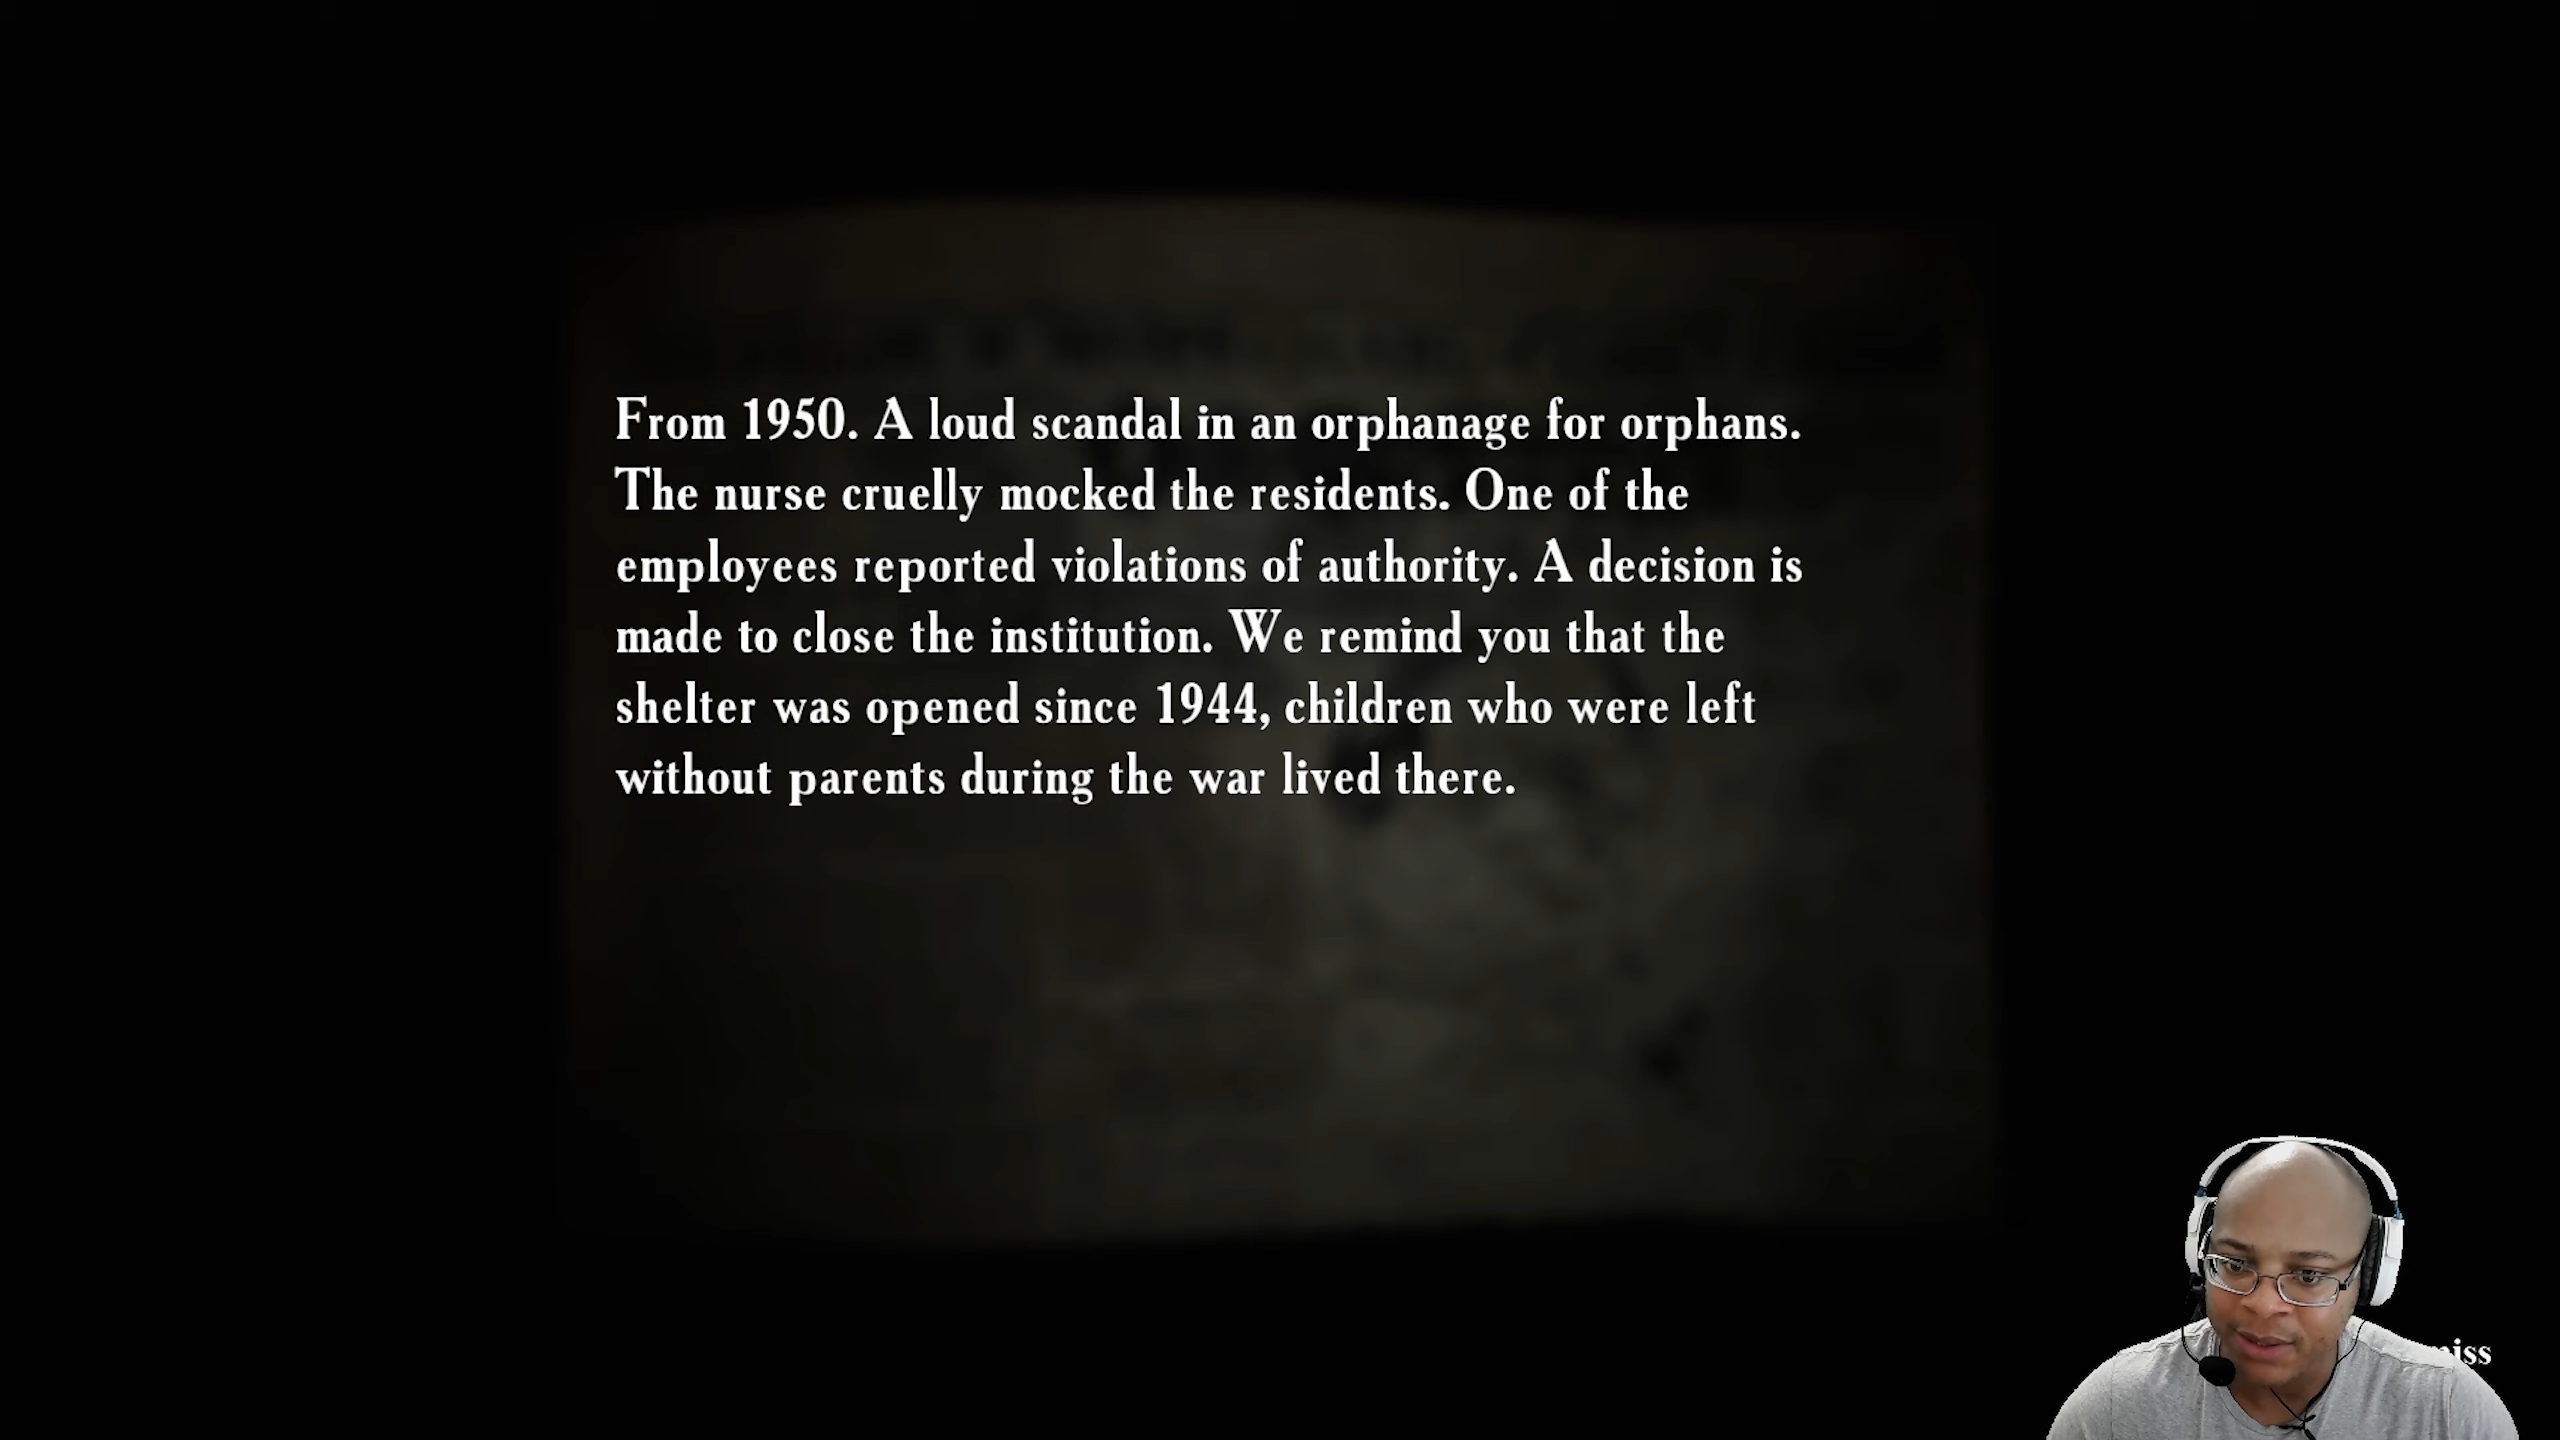 From 1950. A loud scandal in an orphanage for orphans.
The nurse cruelly mocked the residents. One of the
employees reported violations of authority. A decision is
made to close the institution. We remind you that the
shelter was opened since 1944, children who were left
without parents during the war lived there.